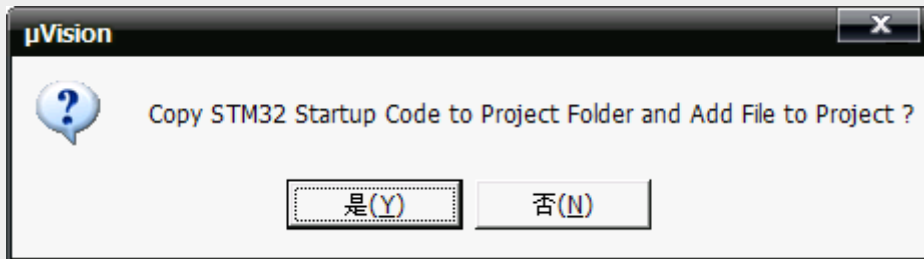 µVision
Copy STM32 Startup Code to Project Folder and Add File to Project ?
是(Y) 否(N)